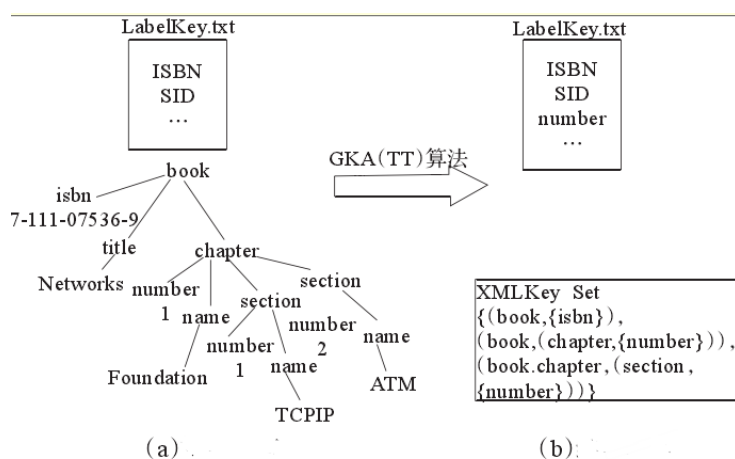 LabelKey.txt
ISBN
SID
…
book
isbn
7-111-07536-9
title
Networks
chapter
number
1
name
Foundation
section
number
1
name
TCPIP
section
number
2
name
ATM
(a)
GKA(TT)算法
LabelKey.txt
ISBN
SID
number
…
XMLKey Set
{(book,{isbn}),
(book,(chapter,{number})),
(book.chapter,(section,
{number}))}
(b)